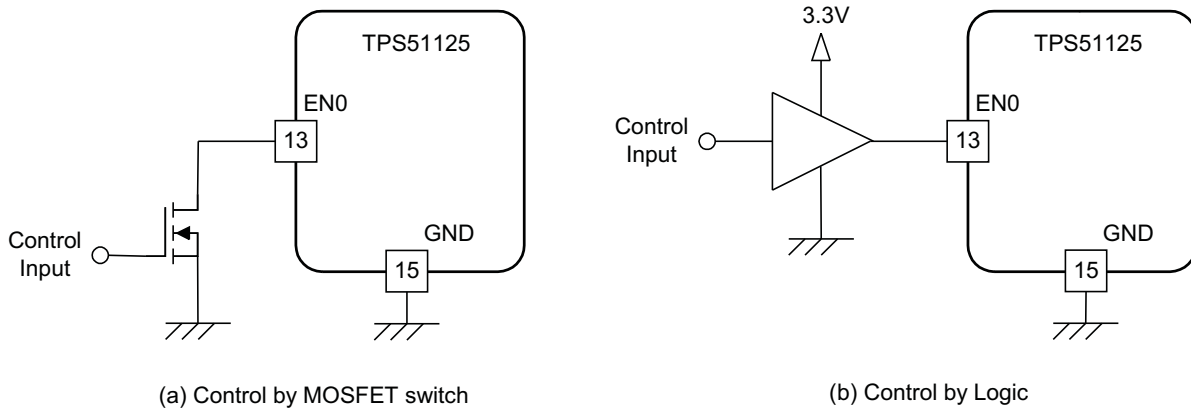 TPS51125
EN0
13
Control
Input
GND
15
(a) Control by MOSFET switch
3.3V
TPS51125
EN0
Control
Input
13
GND
15
(b) Control by Logic